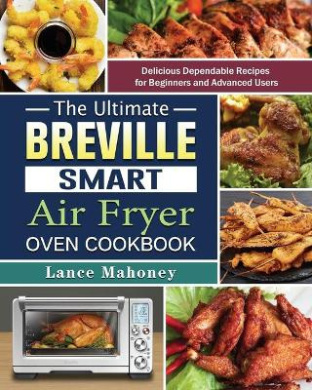 Delicious Dependable Recipes
for Beginners and Advanced Users
The Ultimate
BREVILLE
SMART
Air Fryer
OVEN COOKBOOK
Lance Mahoney